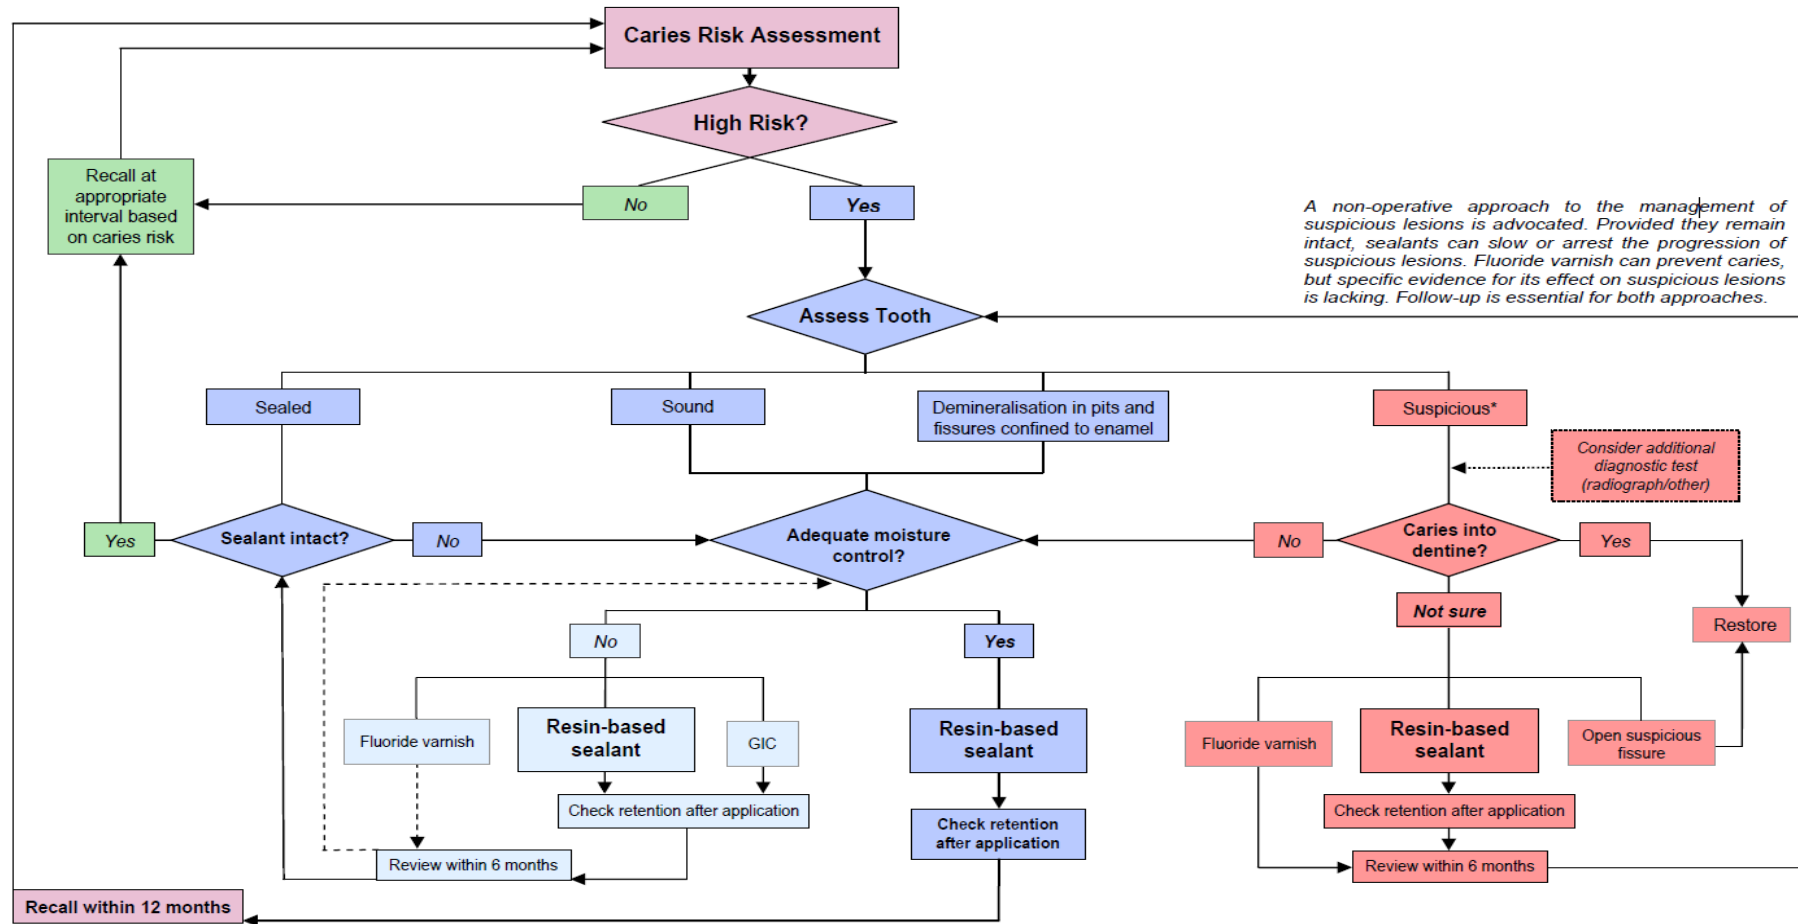 Caries Risk Assessment
High Risk?
Recall at
appropriate
interval based
on caries risk
No
Yes
A non-operative approach to the management of
suspicious lesions is advocated. Provided they remain
intact, sealants can slow or arrest the progression of
suspicious lesions. Fluoride varnish can prevent caries,
but specific evidence for its effect on suspicious lesions
is lacking. Follow-up is essential for both approaches.
Assess Tooth
Sealed
Sound
Demineralisation in pits and
fissures confined to enamel
Suspicious*
Consider additional
diagnostic test
(radiograph/other)
Yes
Sealant intact?
No
Adequate moisture
control?
No
Caries into
dentine?
Yes
Not sure
Restore
No
Yes
Fluoride varnish
Resin-based
sealant
GIC
Resin-based
sealant
Fluoride varnish
Resin-based
sealant
Open suspicious
fissure
Check retention after application
Check retention
after application
Check retention after application
Review within 6 months
Review within 6 months
Recall within 12 months